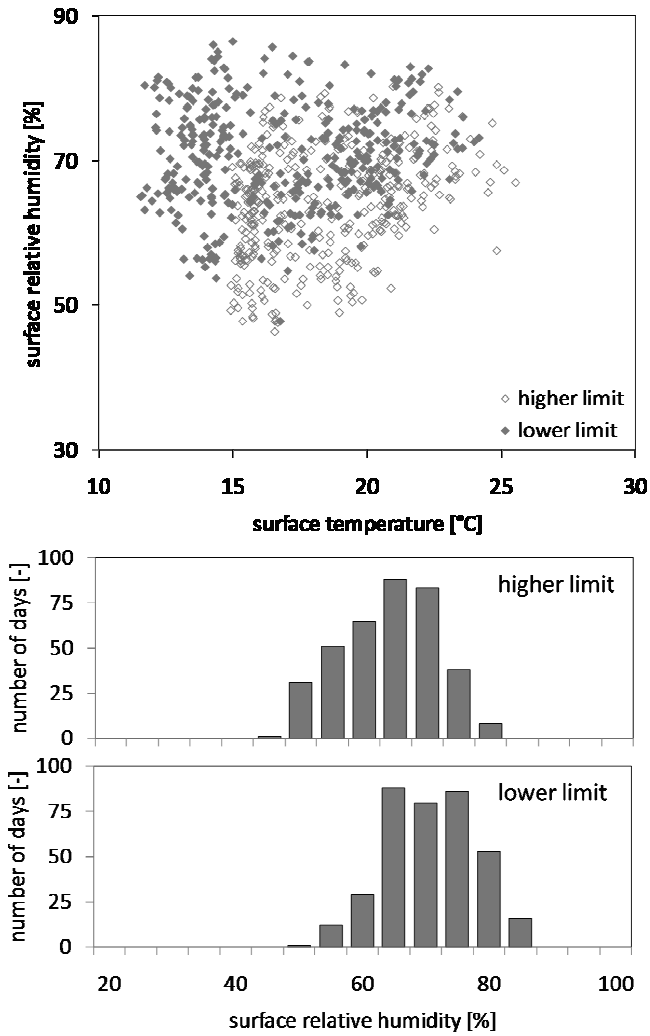 90
70
50
30
surface relative humidity [%]
higher limit
lower limit
10 15 20 25 30
surface temperature [°C]
100
75
50
25
0
number of days [-]
higher limit
100
75
50
25
0
number of days [-]
lower limit
20 40 60 80 100
surface relative humidity [%]